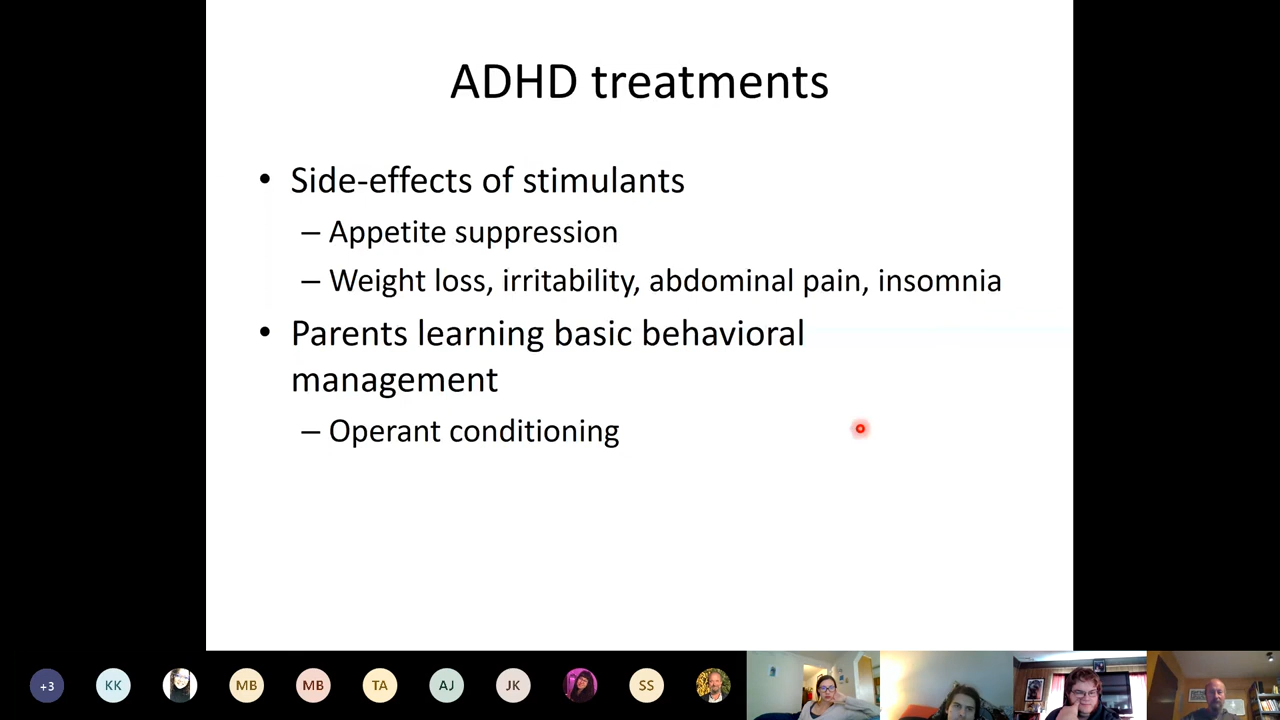 ADHD treatments
• Side-effects of stimulants
– Appetite suppression
– Weight loss, irritability, abdominal pain, insomnia
• Parents learning basic behavioral
management
– Operant conditioning
+3 KK MB MB TA AJ JK SS